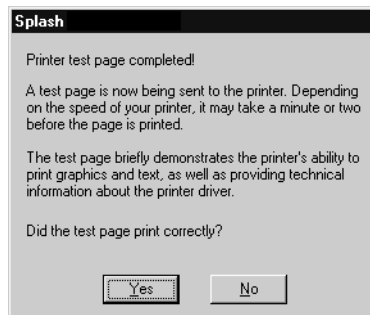 Splash
Printer test page completed!
A test page is now being sent to the printer. Depending
on the speed of your printer, it may take a minute or two
before the page is printed.
The test page briefly demonstrates the printer's ability to
print graphics and text, as well as providing technical
information about the printer driver.
Did the test page print correctly?
Yes No